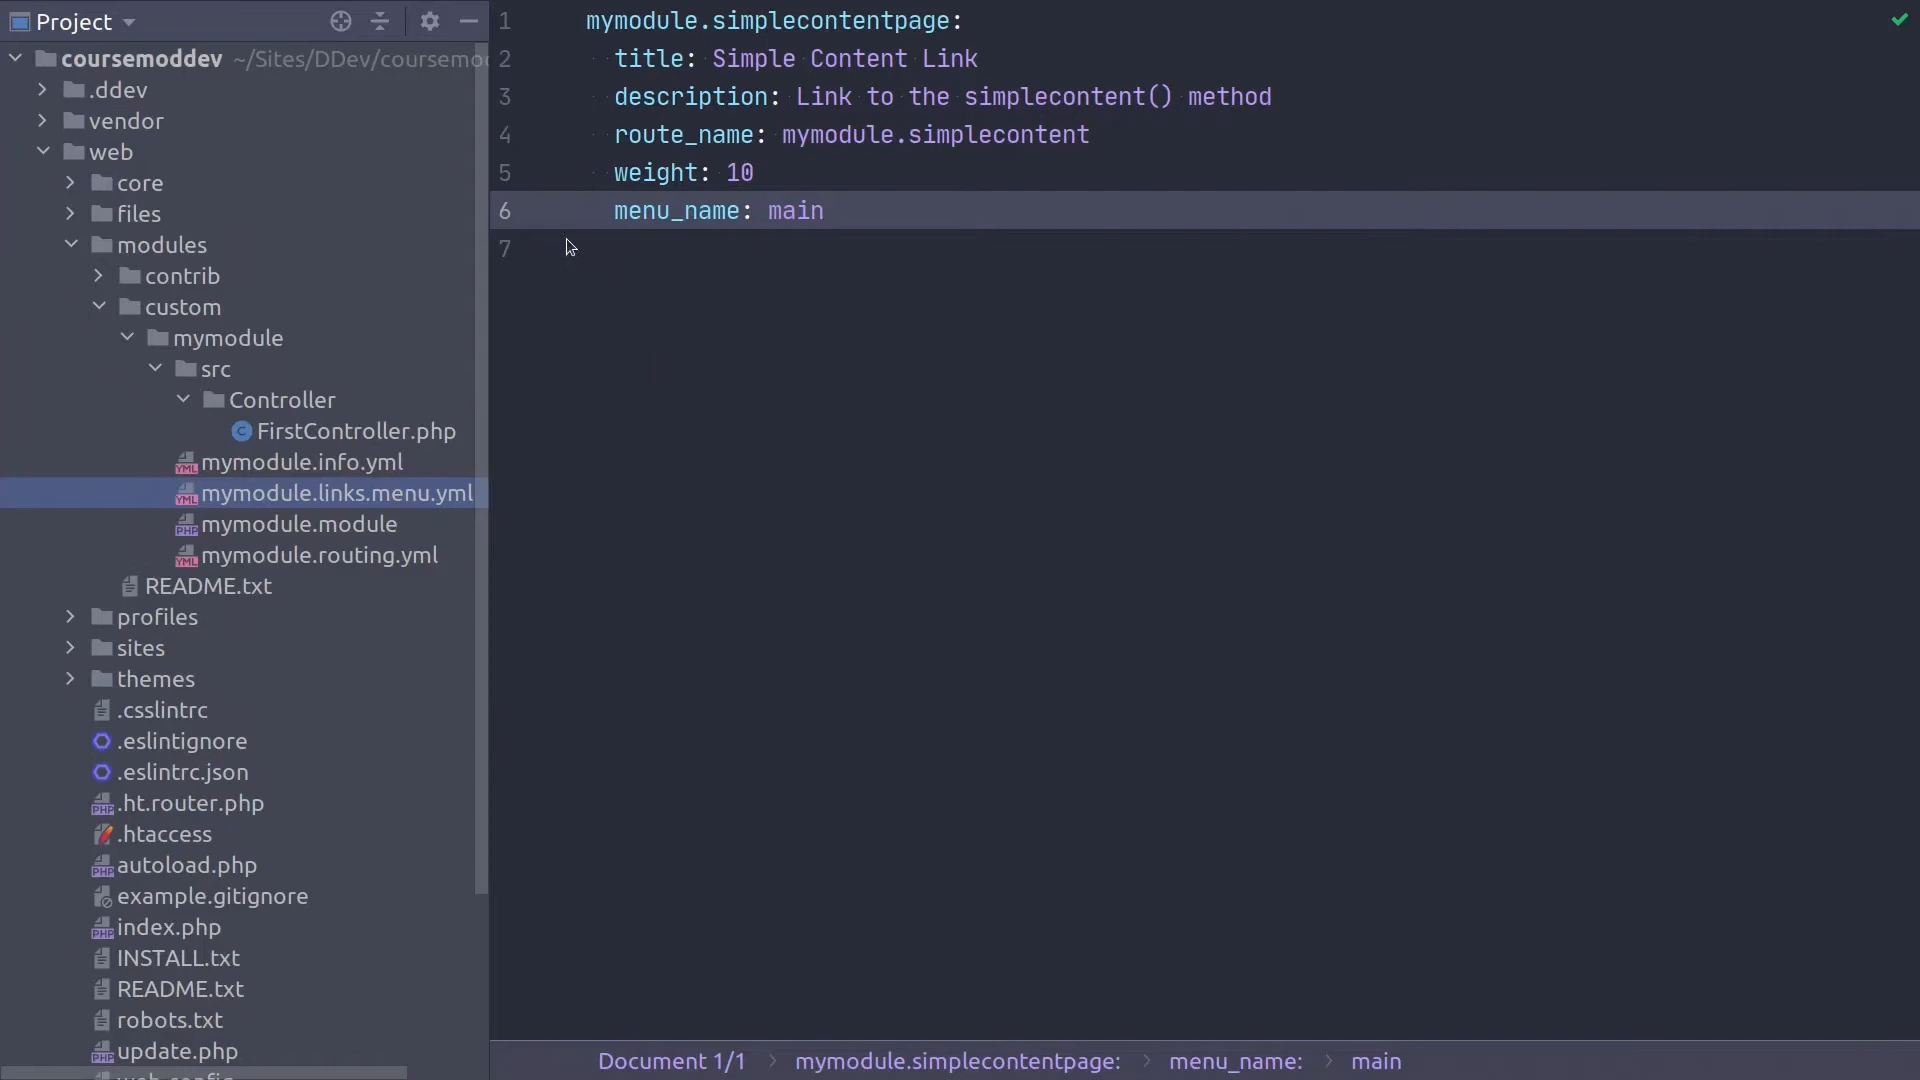 Project
coursemoddev ~/Sites/DDev/coursemo
.ddev
vendor
web
core
files
modules
contrib
custom
mymodule
src
Controller
FirstController.php
mymodule.info.yml
mymodule.links.menu.yml
mymodule.module
mymodule.routing.yml
README.txt
profiles
sites
themes
.csslintrc
.eslintignore
.eslintrc.json
.ht.router.php
.htaccess
autoload.php
example.gitignore
index.php
INSTALL.txt
README.txt
robots.txt
update.php
1 mymodule.simplecontentpage:
2 title: Simple Content Link
3 description: Link to the simplecontent() method
4 route_name: mymodule.simplecontent
5 weight: 10
6 menu_name: main
7
Document 1/1 > mymodule.simplecontentpage: > menu_name: > main